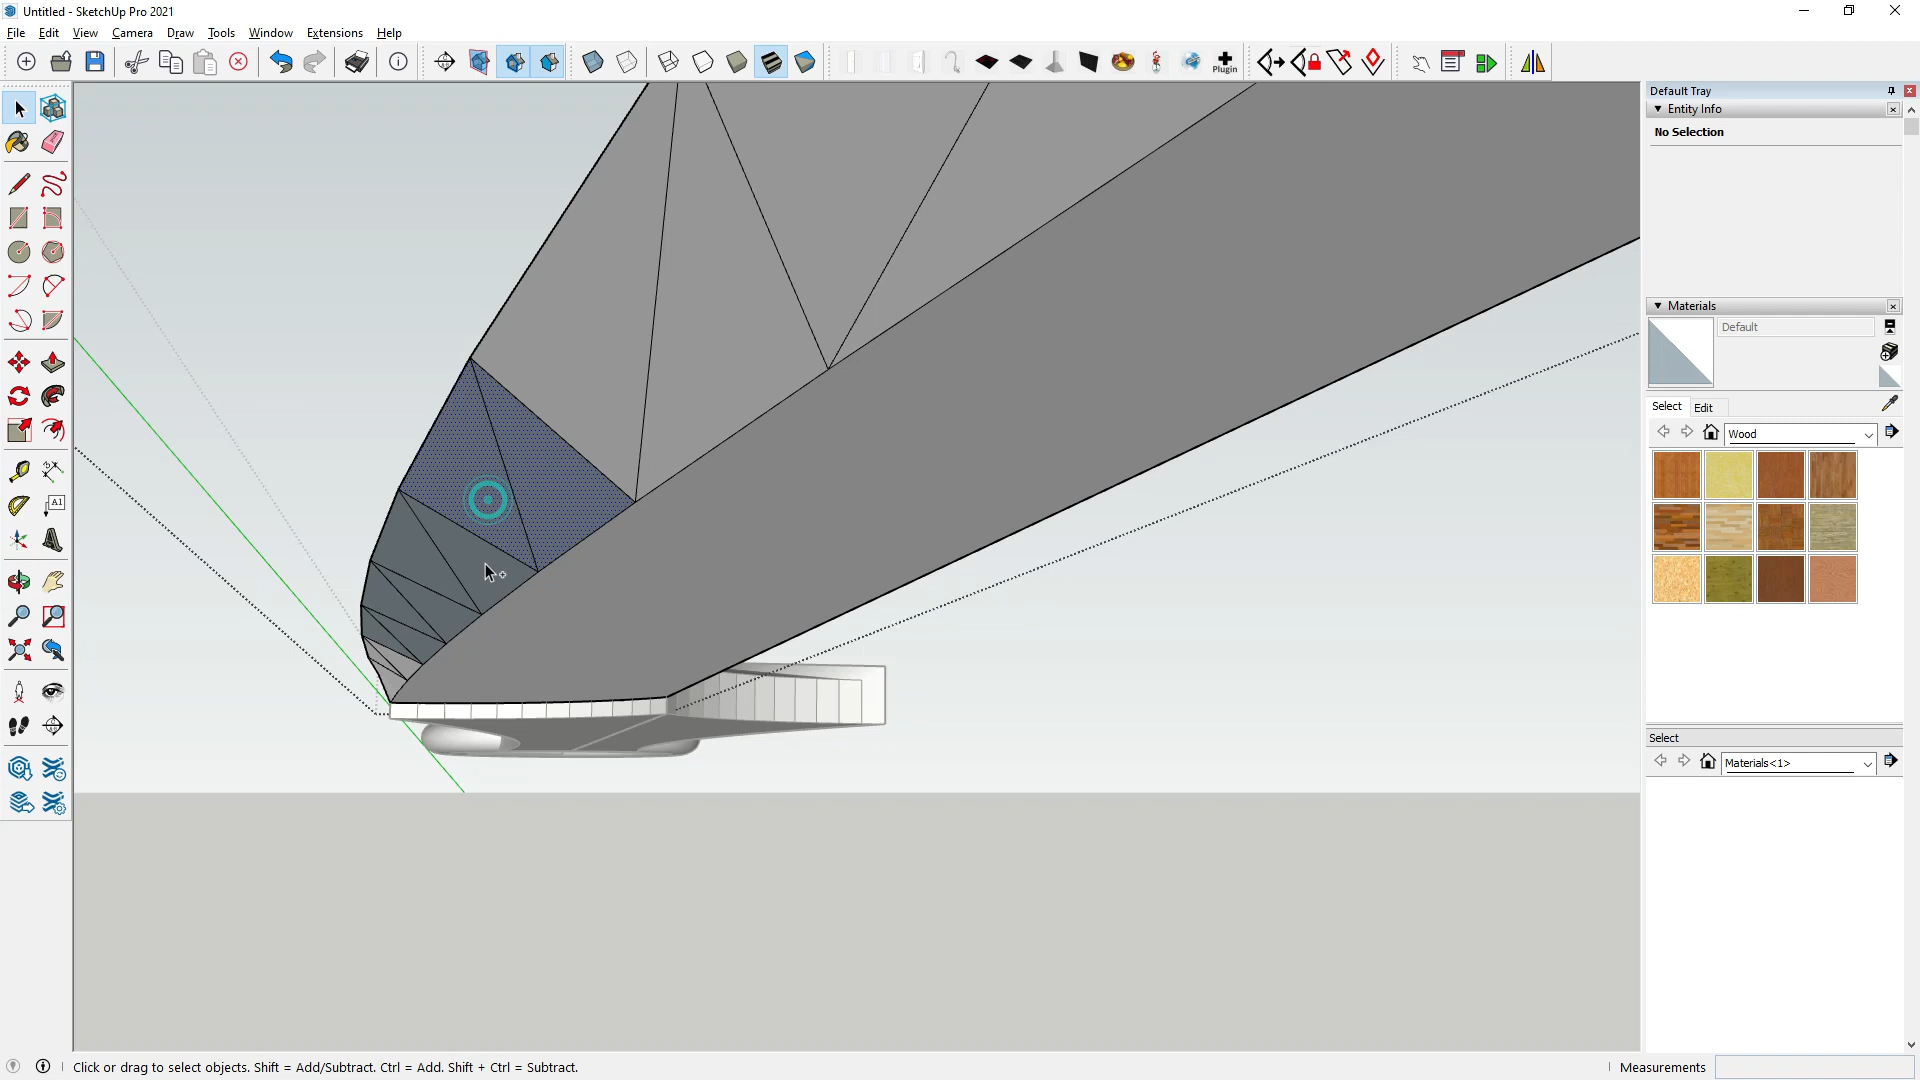 Untitled - SketchUp Pro 2021
File Edit View Camera Draw Tools Window Extensions Help
Plugin
Default Tray
Entity Info
No Selection
Materials
Default
Select Edit
Wood
Select
Materials<1>
A1
Click or drag to select objects. Shift = Add/Subtract. Ctrl = Add. Shift + Ctrl = Subtract.
Measurements